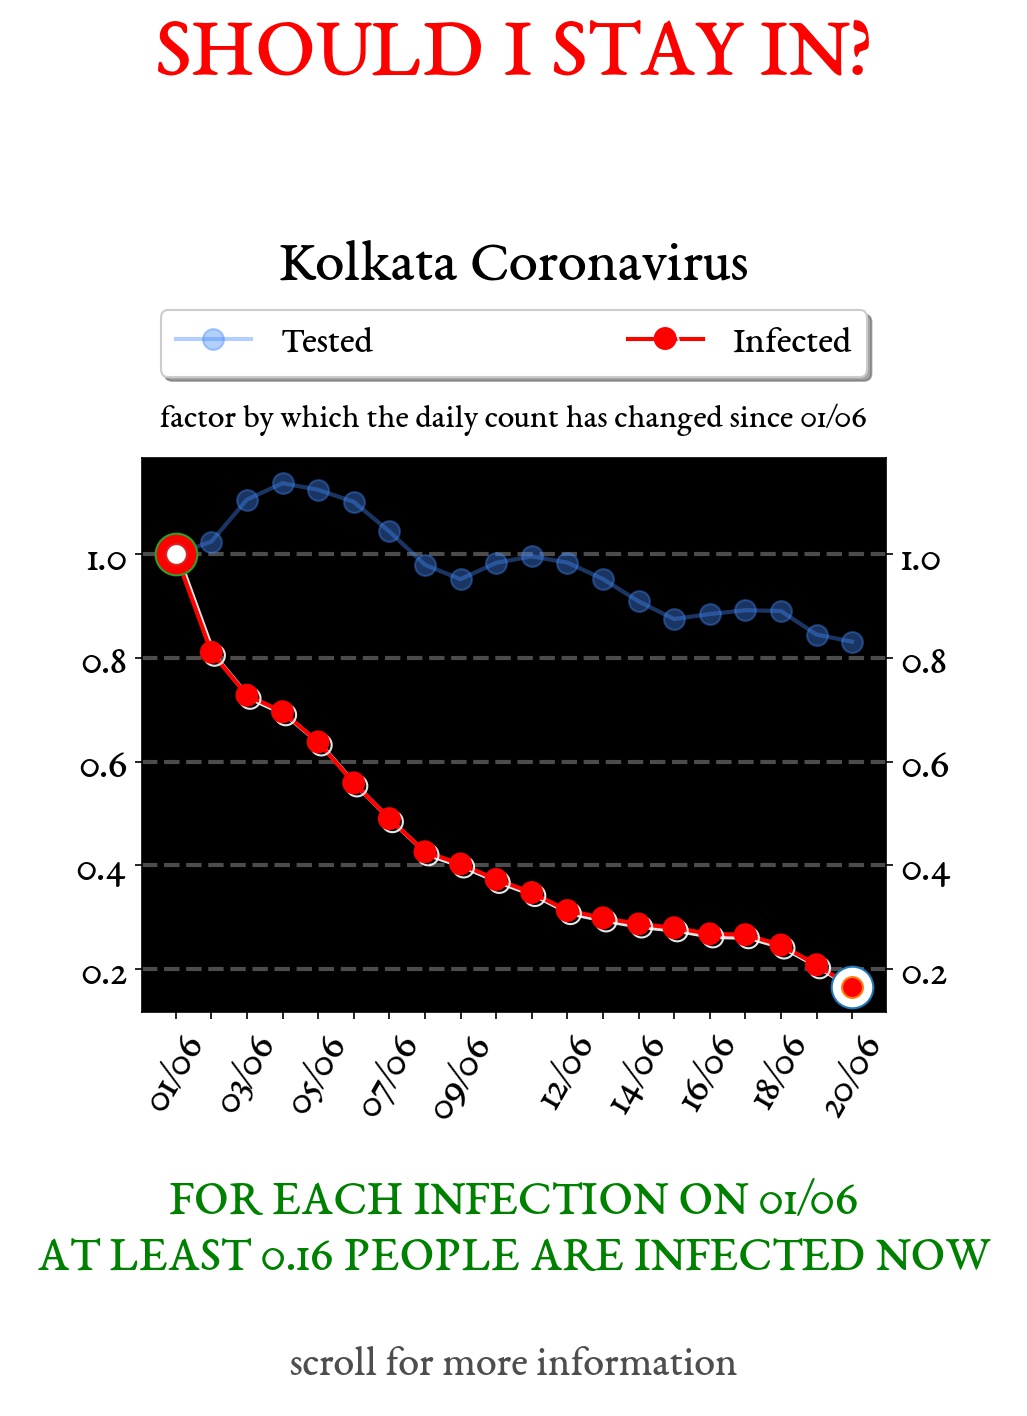 SHOULD I STAY IN?
Kolkata Coronavirus
Tested Infected
factor by which the daily count has changed since 01/06
1.0 1.0
0.8 0.8
0.6 0.6
0.4 0.4
0.2 0.2
01/06 03/06 05/06 07/06 09/06 12/06 14/06 16/06 18/06 20/06
FOR EACH INFECTION ON 01/06
AT LEAST 0.16 PEOPLE ARE INFECTED NOW
scroll for more information